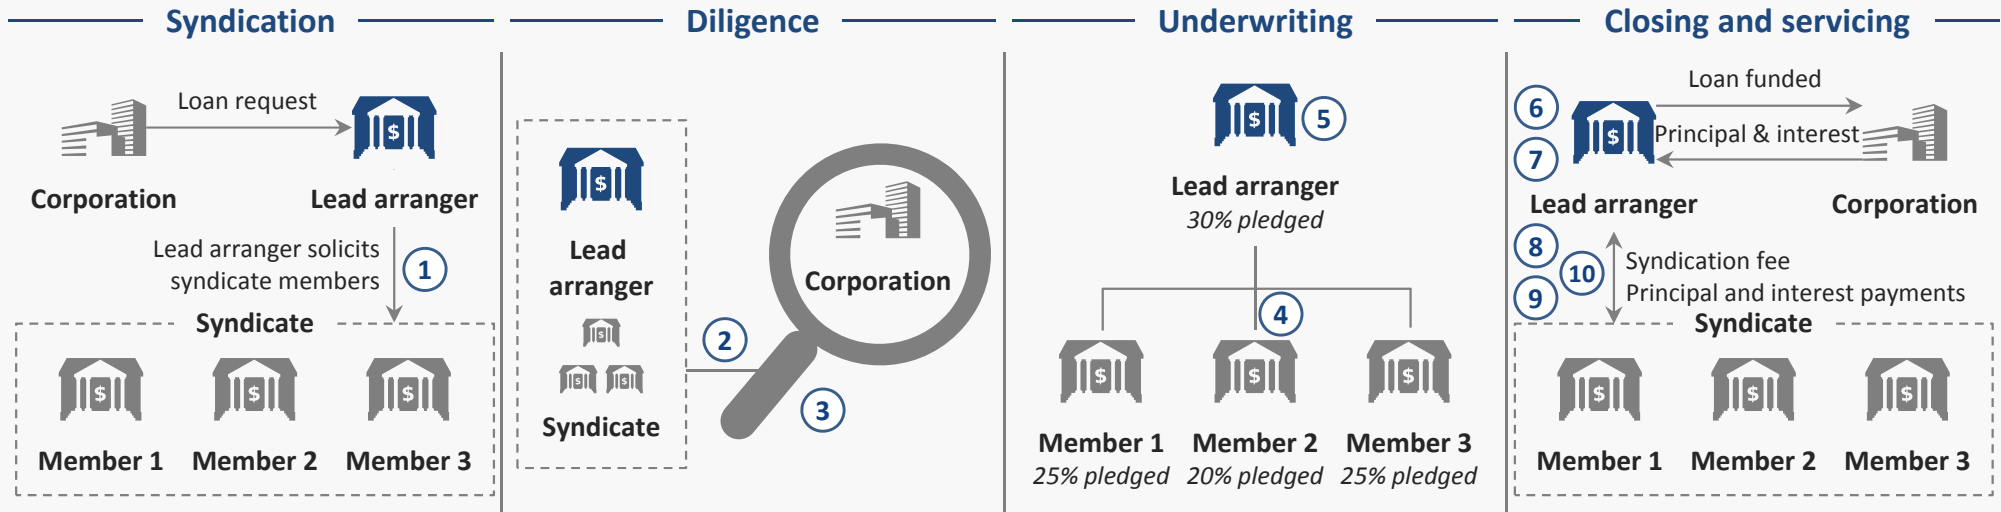 Syndication
Loan request
$
Corporation
Lead arranger
Lead arranger solicits
syndicate members
1
Syndicate
$
$
$
Member 1
Member 2
Member 3
Diligence
$
Lead
arranger
$
$
$
Syndicate
Corporation
2
3
Underwriting
$
5
Lead arranger
30% pledged
4
$
$
$
Member 1
Member 2
Member 3
25% pledged
20% pledged
25% pledged
Closing and servicing
Loan funded
6
$
Principal & interest
7
Lead arranger
Corporation
8
10
9
Syndication fee
Principal and interest payments
Syndicate
$
$
$
Member 1
Member 2
Member 3